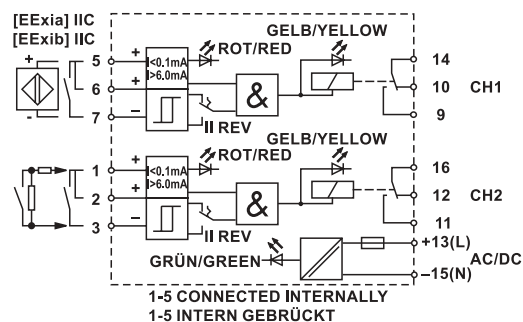 [EExia] IIC
[EExib] IIC
GELB/YELLOW
ROT/RED
+ 5 + <0.1mA >6.0mA
6 +
- 7 –
& II REV
14
10 CH1
9
GELB/YELLOW
ROT/RED
1 + <0.1mA >6.0mA
2 +
3 –
& II REV
16
12 CH2
11
GRÜN/GREEN
+13(L)
AC/DC
–15(N)
1-5 CONNECTED INTERNALLY
1-5 INTERN GEBRÜCKT